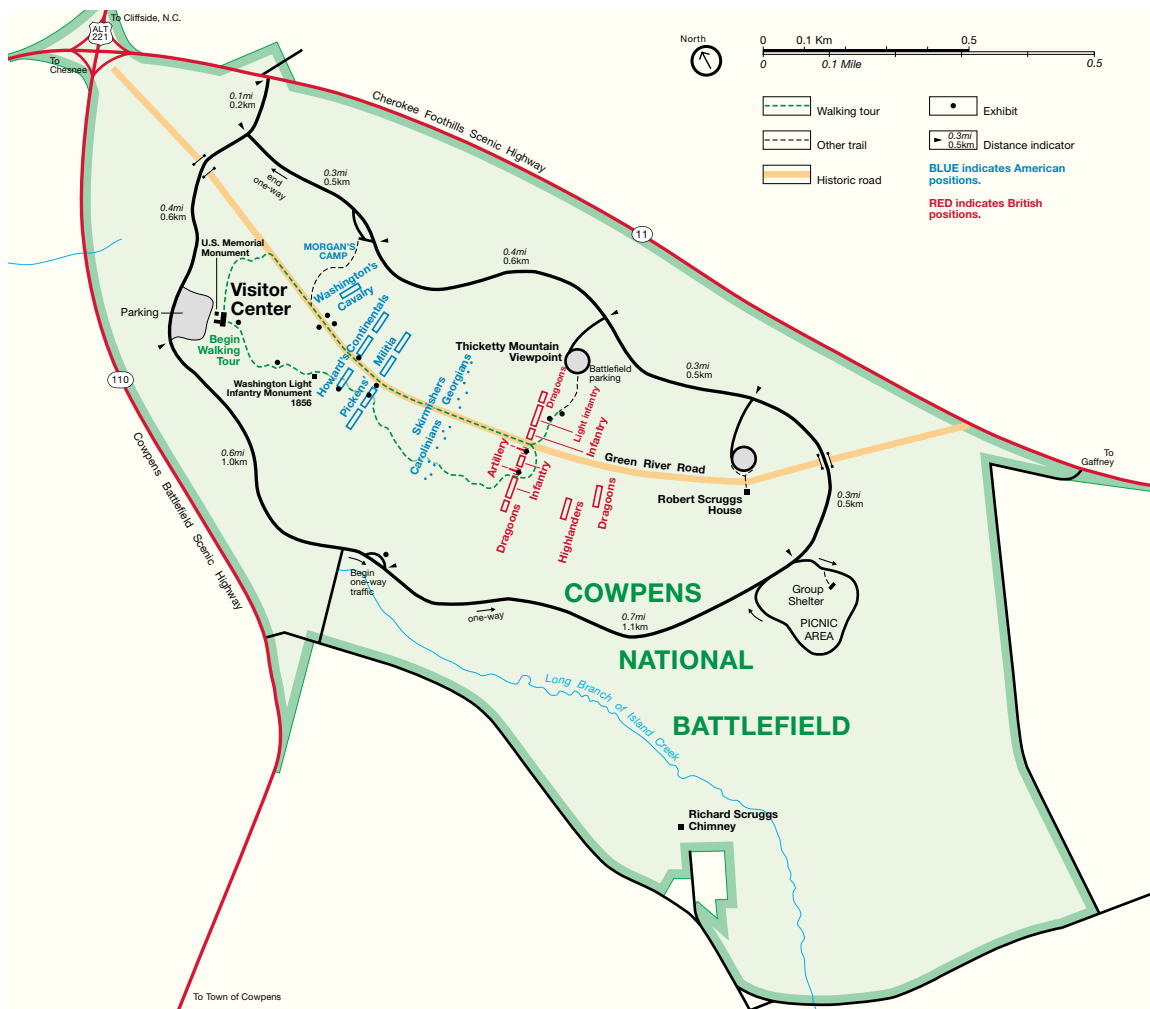 To Cliffside, N.C.
ALT
221
To
Chesnee
North
0
0.1 Km
0.5
0
0.1 Mile
0.5
Walking tour
Other trail
Historic road
Exhibit
0.3mi
0.5km
Distance indicator
BLUE indicates American
positions.
RED indicates British
positions.
0.1mi
0.2km
Cherokee Foothills Scenic Highway
11
end
one-way
0.3mi
0.5km
0.4mi
0.6km
U.S. Memorial
Monument
MORGAN'S
CAMP
0.4mi
0.6km
Visitor
Center
Parking
Begin
Walking
Tour
Washington's
Cavalry
Howard's Continentals
Pickens' Militia
Washington Light
Infantry Monument
1856
Skirmishers
Georgians
Carolinians
Thicketty Mountain
Viewpoint
Battlefield
parking
Dragoons
Light infantry
Infantry
Artillery
Infantry
Dragoons
Highlanders
Dragoons
Green River Road
0.3mi
0.5km
Robert Scruggs
House
To
Gaffney
0.3mi
0.5km
110
Cowpens Battlefield Scenic Highway
0.6mi
1.0km
Begin
one-way
traffic
one-way
0.7mi
1.1km
Group
Shelter
PICNIC
AREA
COWPENS
NATIONAL
BATTLEFIELD
Long Branch of Island Creek
Richard Scruggs
Chimney
To Town of Cowpens